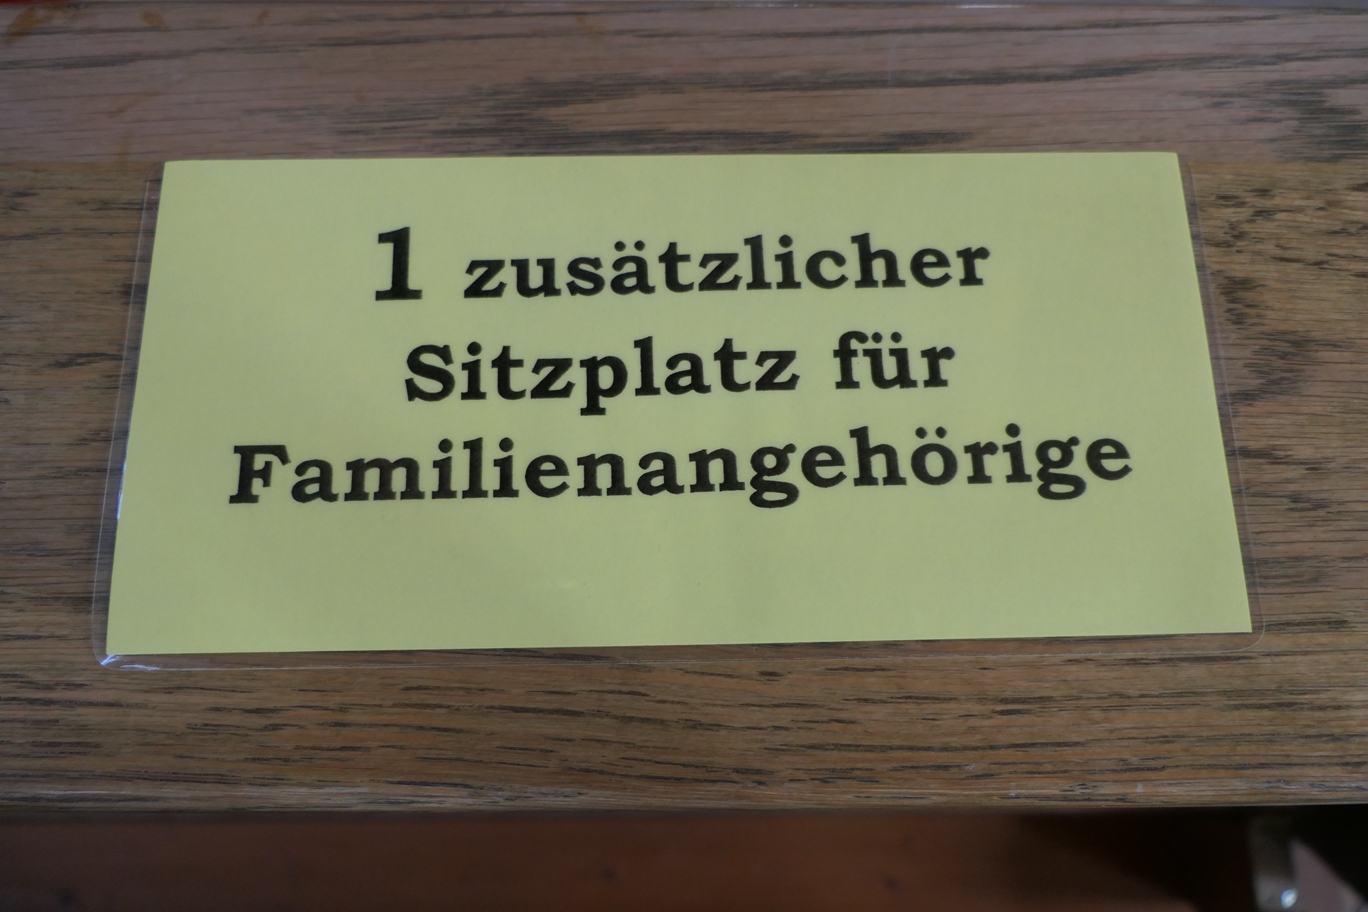 1 zusätzlicher
Sitzplatz für
Familienangehörige